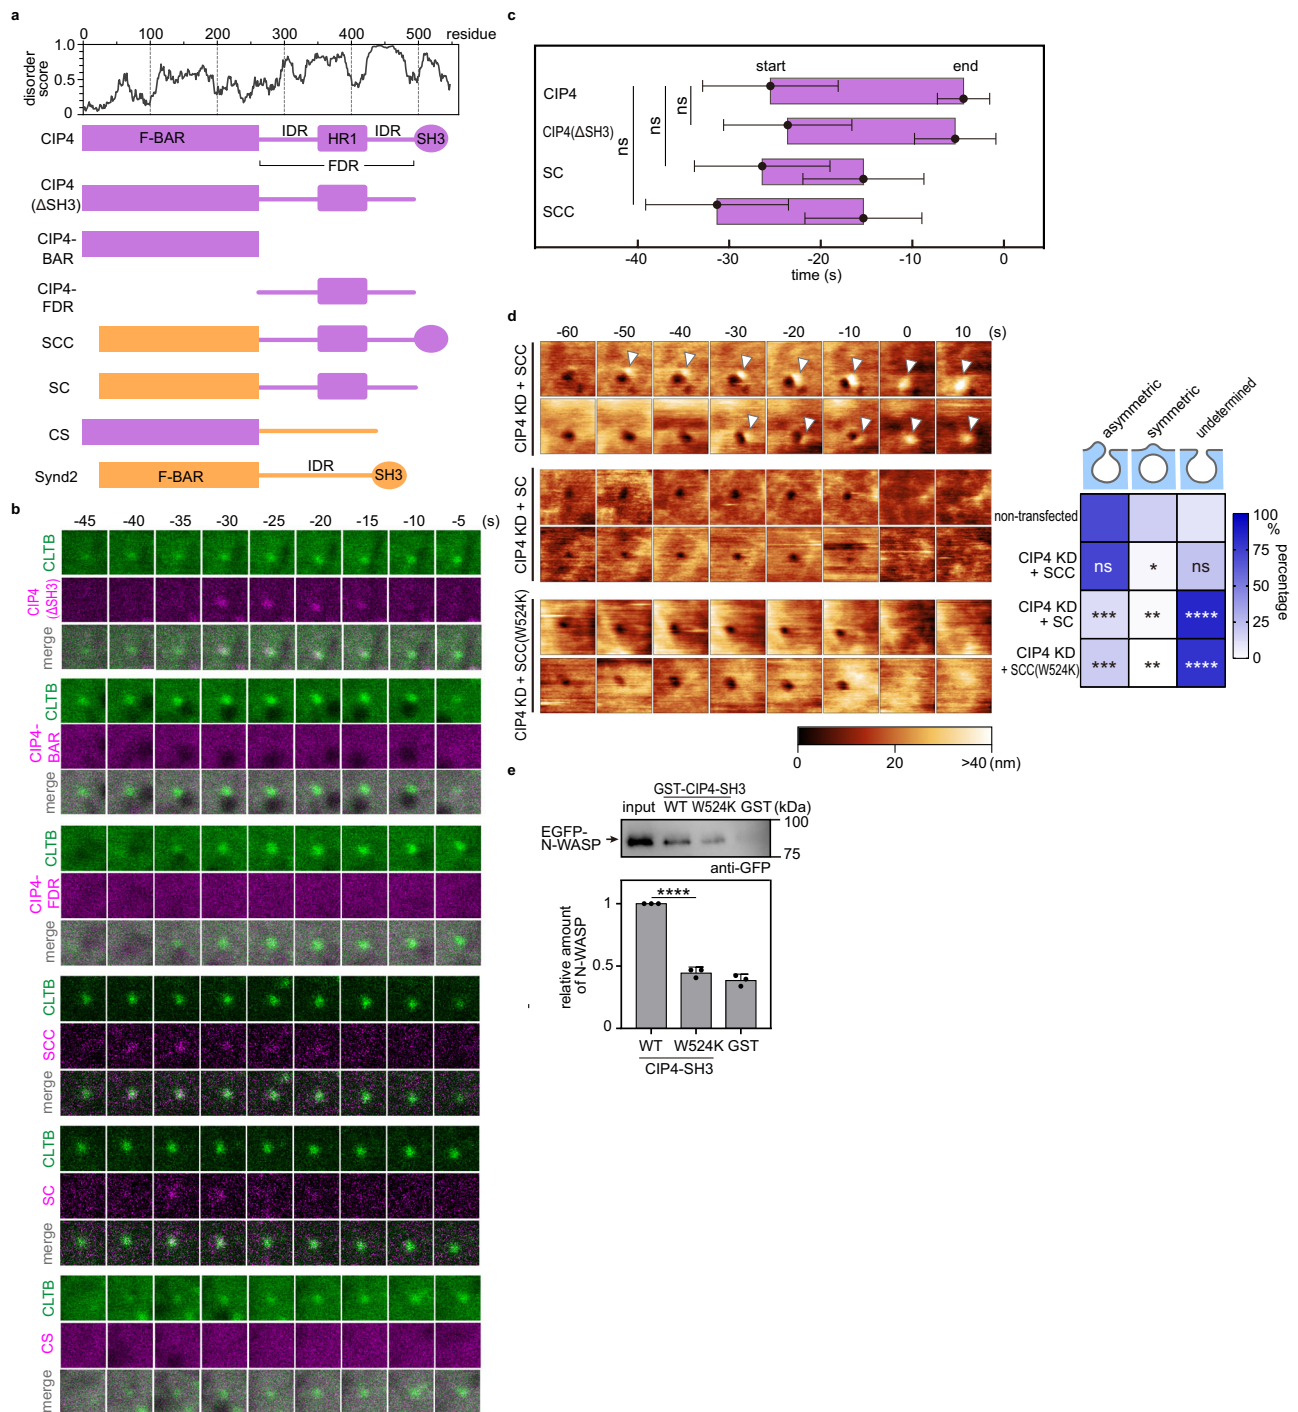 a
0 100 200 300 400 500 residue
1.0
0.5
0
disorder
score
CIP4
F-BAR
IDR
HR1
IDR
SH3
FDR
CIP4
(ΔSH3)
CIP4-
BAR
CIP4-
FDR
SCC
SC
CS
Synd2
F-BAR
IDR
SH3
b
-45 -40 -35 -30 -25 -20 -15 -10 -5 (s)
CLTB
CIP4
(ΔSH3)
merge
CLTB
CIP4-
BAR
merge
CLTB
CIP4-
FDR
merge
CLTB
SCC
merge
CLTB
SC
merge
CLTB
CS
merge
c
start end
CIP4
CIP4(ΔSH3)
SC
SCC
ns
ns
ns
-40 -30 -20 -10 0
time (s)
d
-60 -50 -40 -30 -20 -10 0 10 (s)
CIP4 KD + SCC
CIP4 KD + SC
CIP4 KD + SCC(W524K)
0 20 >40 (nm)
asymmetric
symmetric
undetermined
non-transfected
CIP4 KD
+ SCC
ns * ns
CIP4 KD
+ SC
*** ** ****
CIP4 KD
+ SCC(W524K)
*** ** ****
100
%
75
50
25
0
percentage
e
GST-CIP4-SH3
input WT W524K GST (kDa)
EGFP-
N-WASP
100
75
anti-GFP
****
1
0.5
0
relative amount
of N-WASP
WT W524K GST
CIP4-SH3